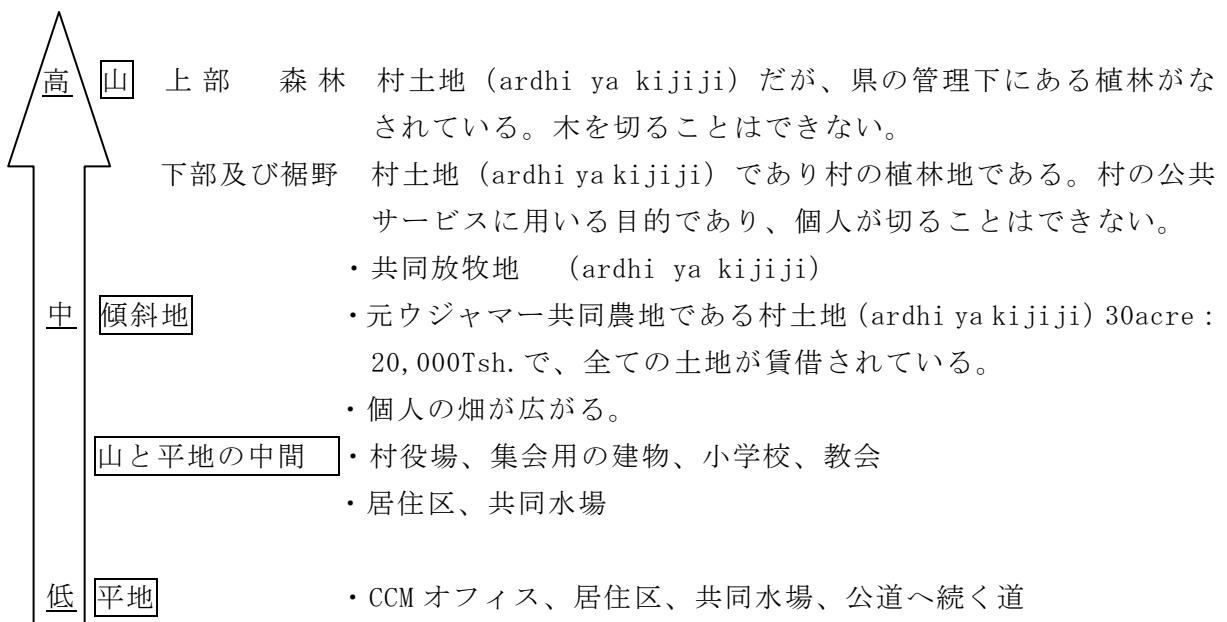 高 山 上部 森林 村土地 (ardhi ya kijiji) だが、県の管理下にある植林がな
されている。木を切ることはできない。
下部及び裾野 村土地 (ardhi ya kijiji) であり村の植林地である。村の公共
サービスに用いる目的であり、個人が切ることはできない。
・共同放牧地 (ardhi ya kijiji)
中 傾斜地 ・元ウジャマー共同農地である村土地 (ardhi ya kijiji) 30acre :
20,000Tsh. で、全ての土地が賃借されている。
・個人の畑が広がる。
山と平地の中間 ・村役場、集会用の建物、小学校、教会
・居住区、共同水場
低 平地 ・CCM オフィス、居住区、共同水場、公道へ続く道